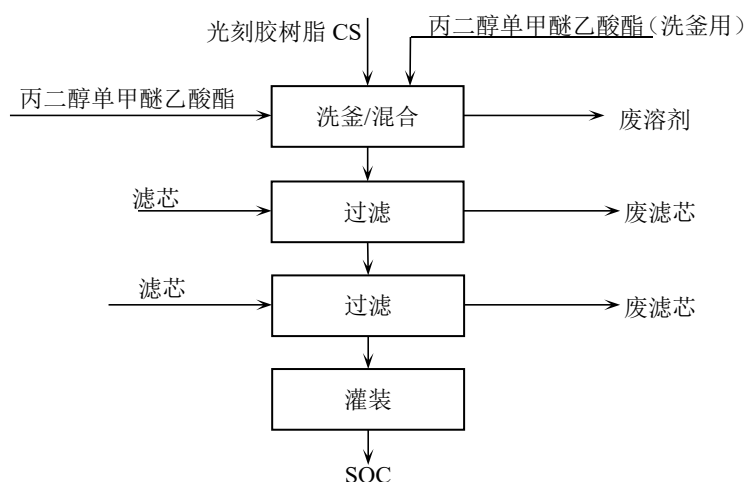 光刻胶树脂 CS
丙二醇单甲醚乙酸酯（洗釜用）
丙二醇单甲醚乙酸酯
洗釜/混合
废溶剂
滤芯
过滤
废滤芯
滤芯
过滤
废滤芯
灌装
SOC